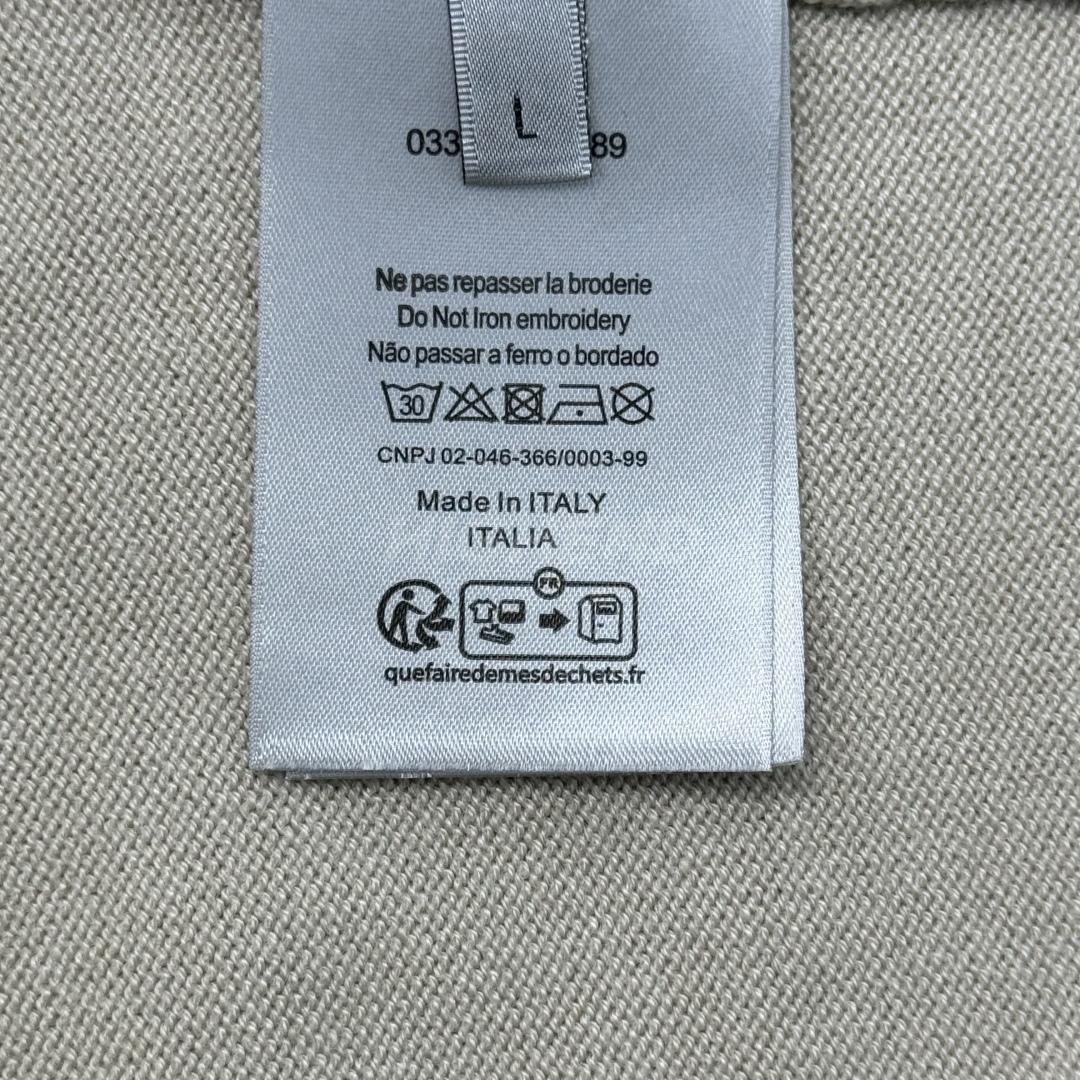 L
033 89
Ne pas repasser la broderie
Do Not Iron embroidery
Não passar a ferro o bordado
30
CNPJ 02-046-366/0003-99
Made In ITALY
ITALIA
FR
quefairedemesdechets.fr